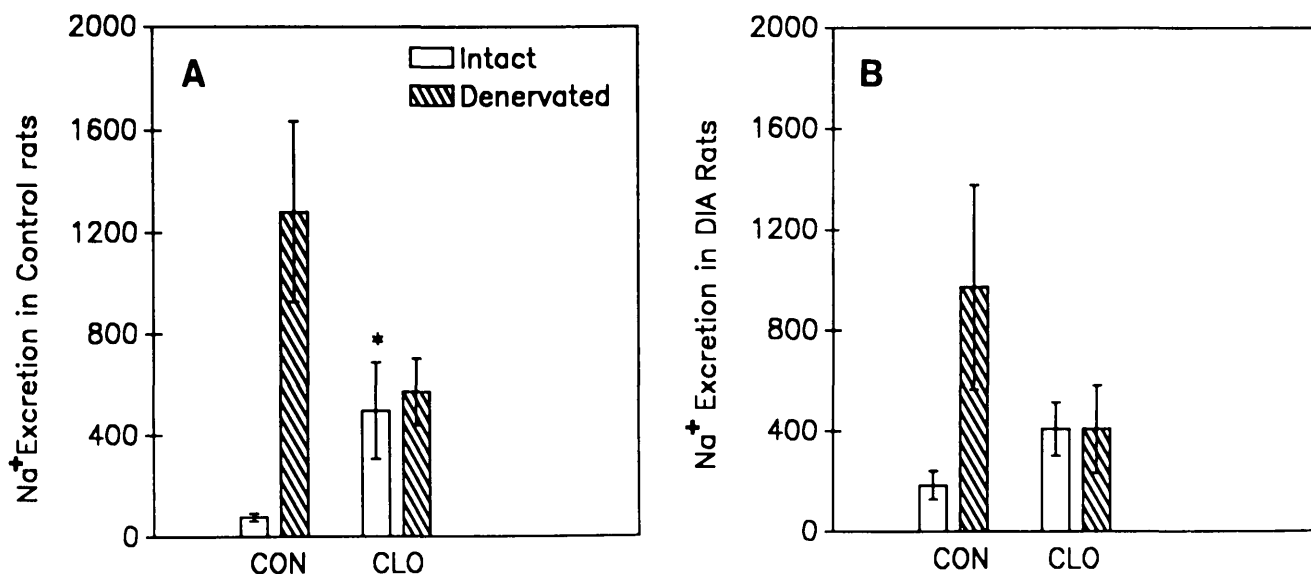 A
Intact
Denervated
Na+ Excretion in Control rats
2000
1600
1200
800
400
0
*
CON CLO
B
Na+ Excretion in DIA Rats
2000
1600
1200
800
400
0
CON CLO